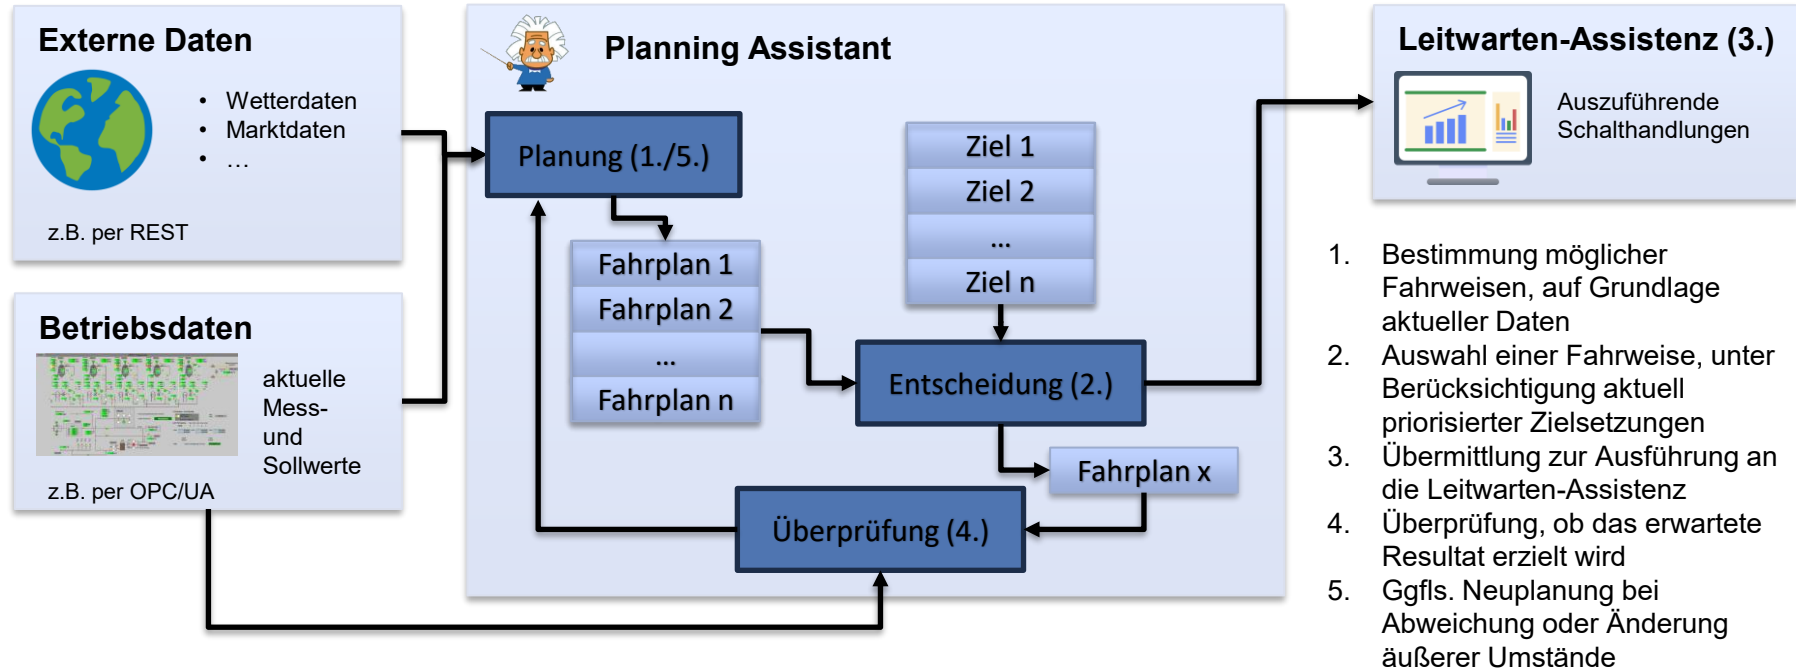 Externe Daten
• Wetterdaten
• Marktdaten
• …
z.B. per REST
Betriebsdaten
aktuelle
Mess-
und
Sollwerte
z.B. per OPC/UA
Planning Assistant
Planung (1./5.)
Fahrplan 1
Fahrplan 2
...
Fahrplan n
Ziel 1
Ziel 2
...
Ziel n
Entscheidung (2.)
Fahrplan x
Überprüfung (4.)
Leitwarten-Assistenz (3.)
Auszuführende
Schalthandlungen
1. Bestimmung möglicher
Fahrweisen, auf Grundlage
aktueller Daten
2. Auswahl einer Fahrweise, unter
Berücksichtigung aktuell
priorisierter Zielsetzungen
3. Übermittlung zur Ausführung an
die Leitwarten-Assistenz
4. Überprüfung, ob das erwartete
Resultat erzielt wird
5. Ggfls. Neuplanung bei
Abweichung oder Änderung
äußerer Umstände